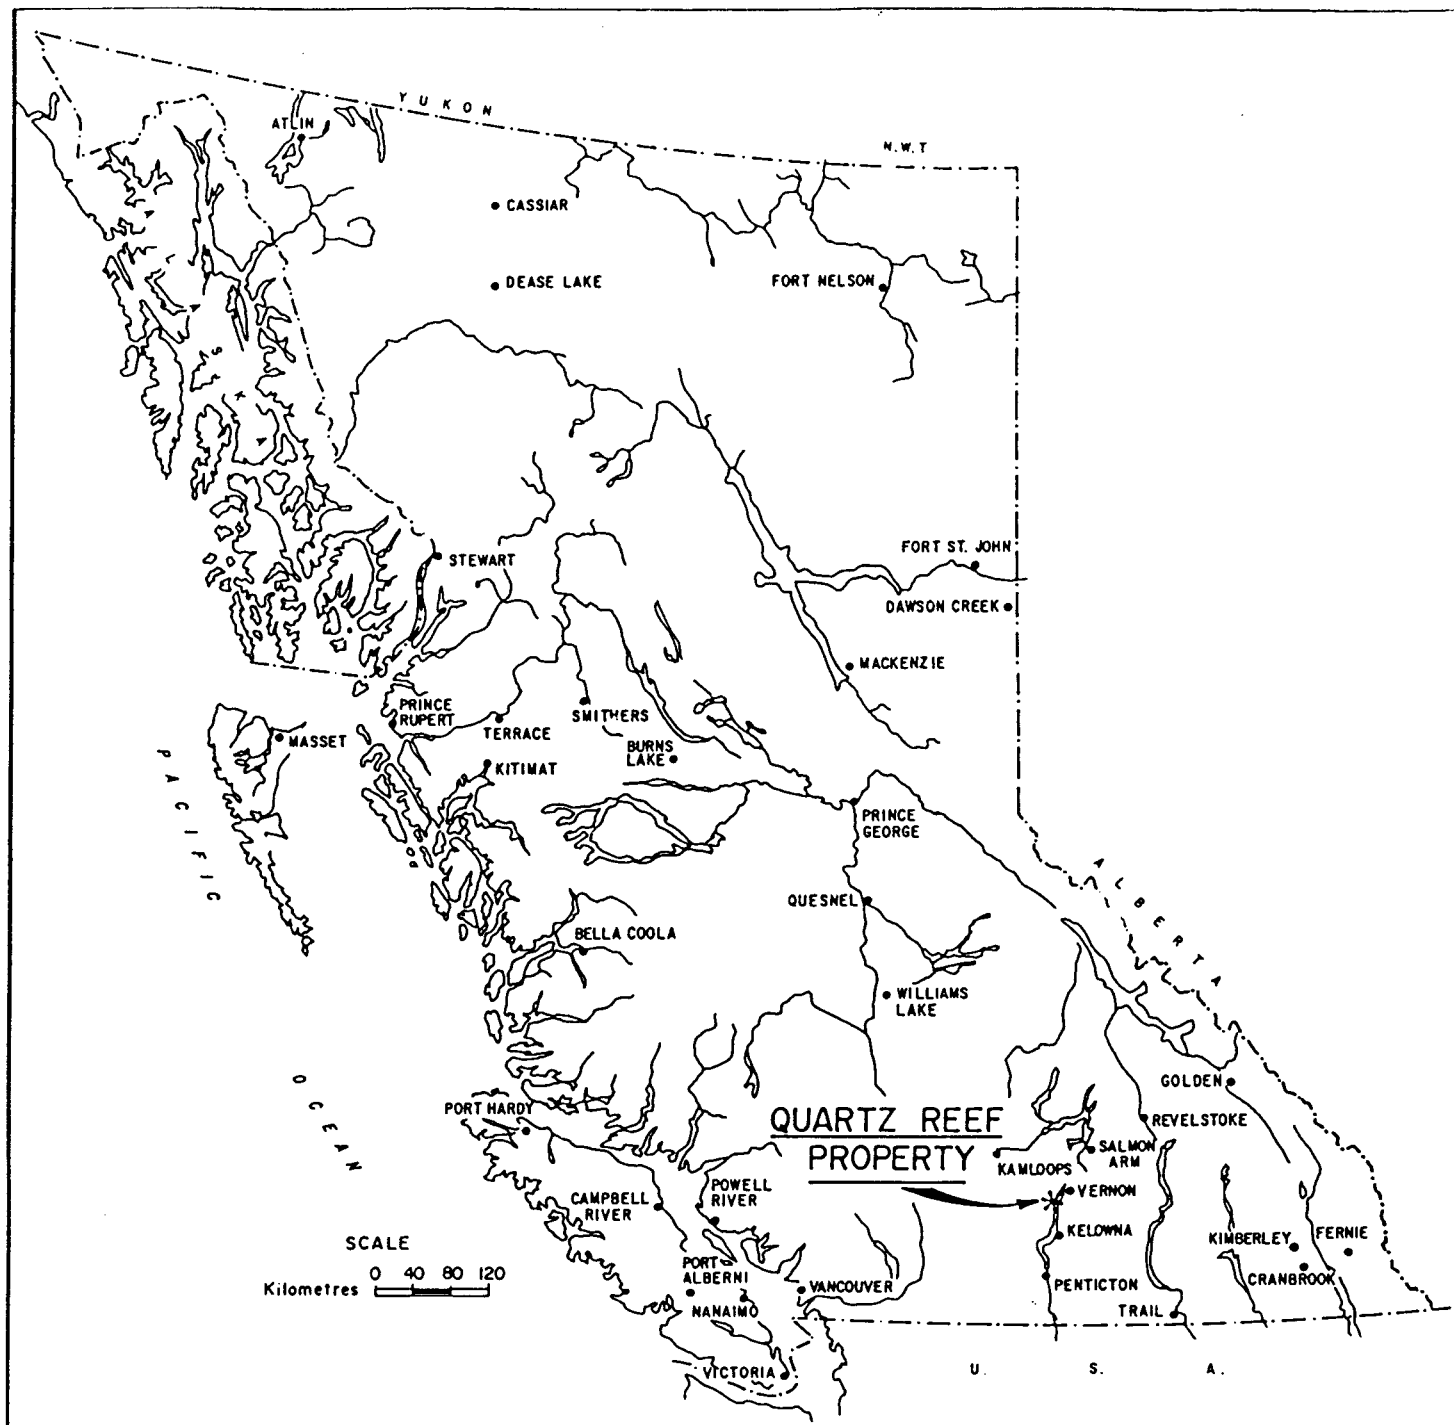 YUKON
N.W.T
ATLIN
CASSIAR
DEASE LAKE
FORT NELSON
ALASKA
STEWART
FORT ST. JOHN
DAWSON CREEK
MACKENZIE
PRINCE
RUPERT
TERRACE
SMITHERS
MASSET
BURNS
LAKE
KITIMAT
PRINCE
GEORGE
PACIFIC
ALBERTA
QUESNEL
BELLA COOLA
WILLIAMS
LAKE
OCEAN
GOLDEN
PORT HARDY
QUARTZ REEF
PROPERTY
REVELSTOKE
KAMLOOPS
SALMON
ARM
VERNON
CAMPBELL
RIVER
POWELL
RIVER
KELOWNA
KIMBERLEY
FERNIE
SCALE
Kilometres 0 40 80 120
PORT
ALBERNI
NANAIMO
VANCOUVER
PENTICTON
CRANBROOK
TRAIL
VICTORIA
U. S. A.